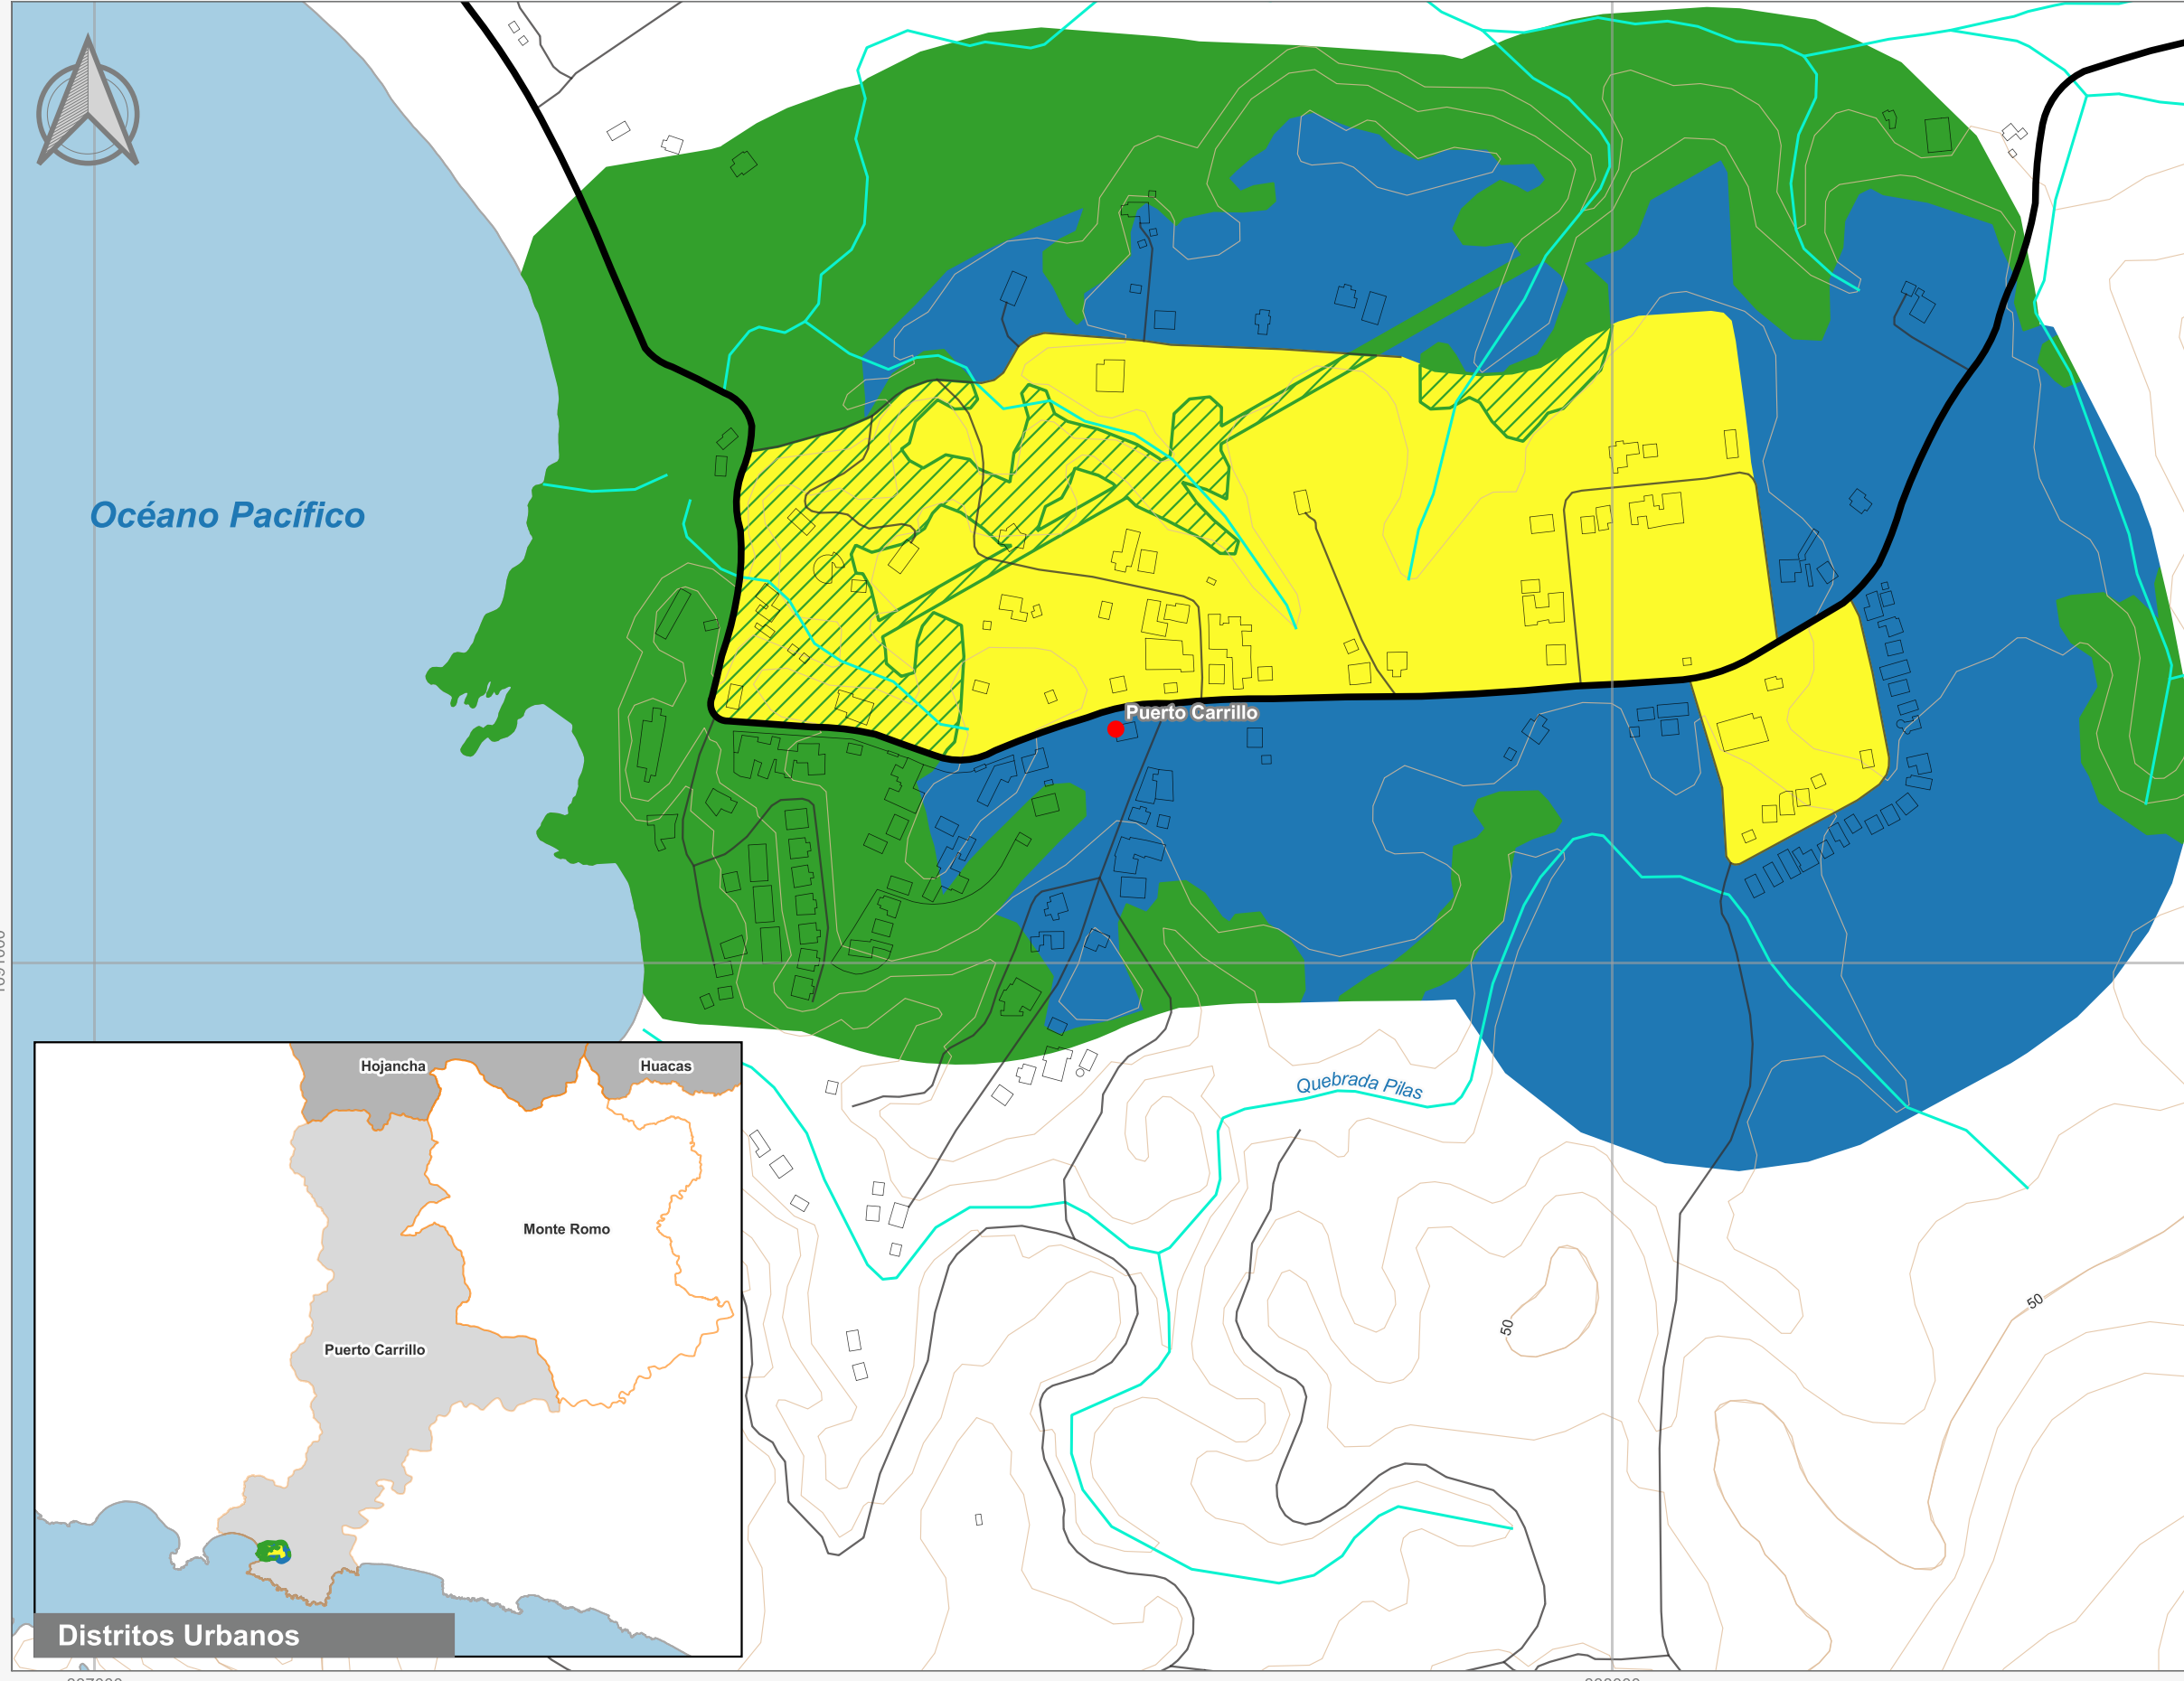 Océano Pacífico
Puerto Carrillo
Quebrada Pilas
50
50
Hojancha
Huacas
Monte Romo
Puerto Carrillo
Distritos Urbanos